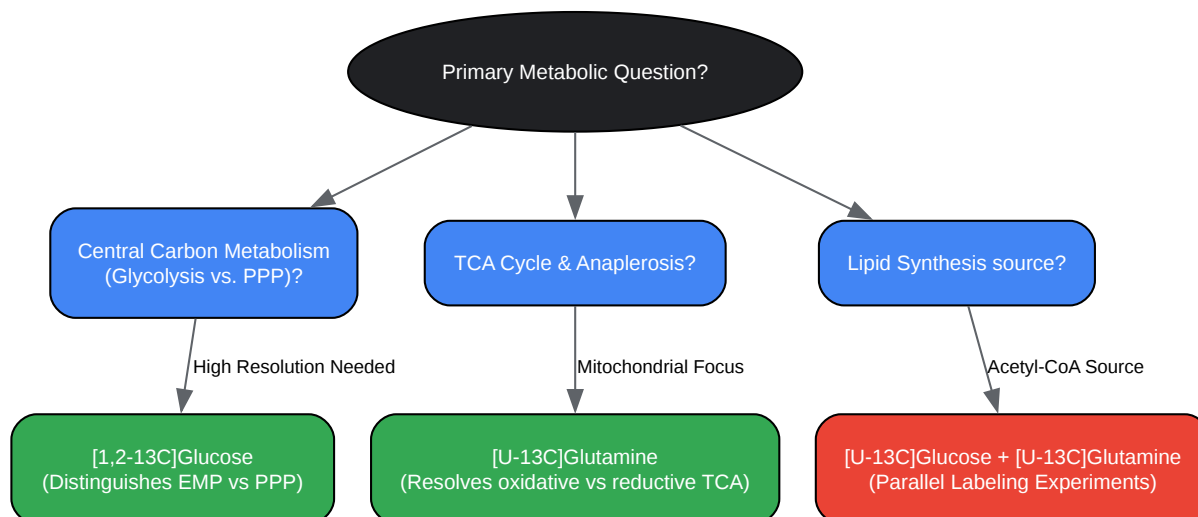 Primary Metabolic Question?
Central Carbon Metabolism
(Glycolysis vs. PPP)?
TCA Cycle & Anaplerosis?
Lipid Synthesis source?
High Resolution Needed
Mitochondrial Focus
Acetyl-CoA Source
[1,2-13C]Glucose
(Distinguishes EMP vs PPP)
[U-13C]Glutamine
(Resolves oxidative vs reductive TCA)
[U-13C]Glucose + [U-13C]Glutamine
(Parallel Labeling Experiments)